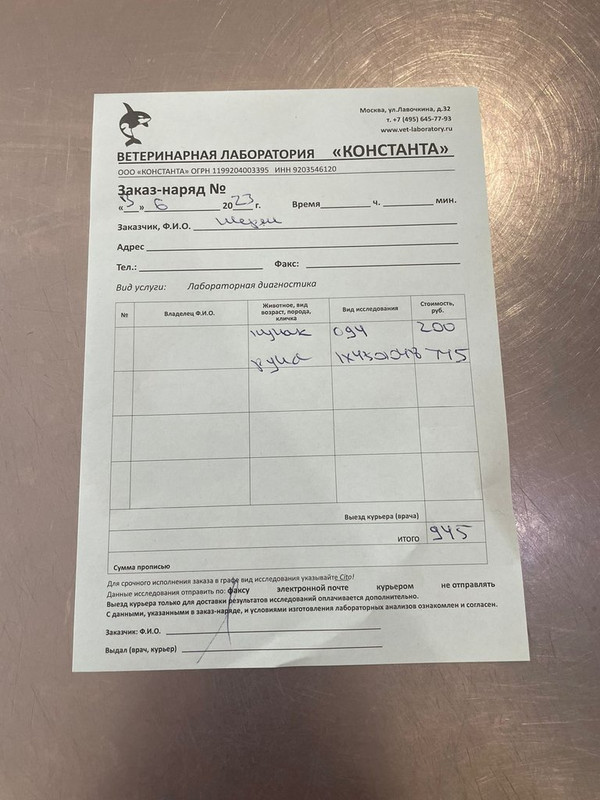 Москва, ул.Лавочкина, д.32
т. +7 (495) 645-77-93
www.vet-laboratory.ru
ВЕТЕРИНАРНАЯ ЛАБОРАТОРИЯ «КОНСТАНТА»
ООО «КОНСТАНТА» ОГРН 1199204003395 ИНН 9203546120
Заказ-наряд №
«5» 6 2023 г. Время ч. мин.
Заказчик, Ф.И.О. Шерри
Адрес
Тел.: Факс:
Вид услуги: Лабораторная диагностика
№ Владелец Ф.И.О. Животное, вид возраст, порода, кличка Вид исследования Стоимость, руб.
094 200
745
Выезд курьера (врача)
ИТОГО 945
Сумма прописью
Для срочного исполнения заказа в графе вид исследования указывайте Cito!
Данные исследования отправить по: факсу электронной почте курьером не отправлять
Выезд курьера только для доставки результатов исследований оплачивается дополнительно.
С данными, указанными в заказ-наряде, и условиями изготовления лабораторных анализов ознакомлен и согласен.
Заказчик: Ф.И.О.
Выдал (врач, курьер)